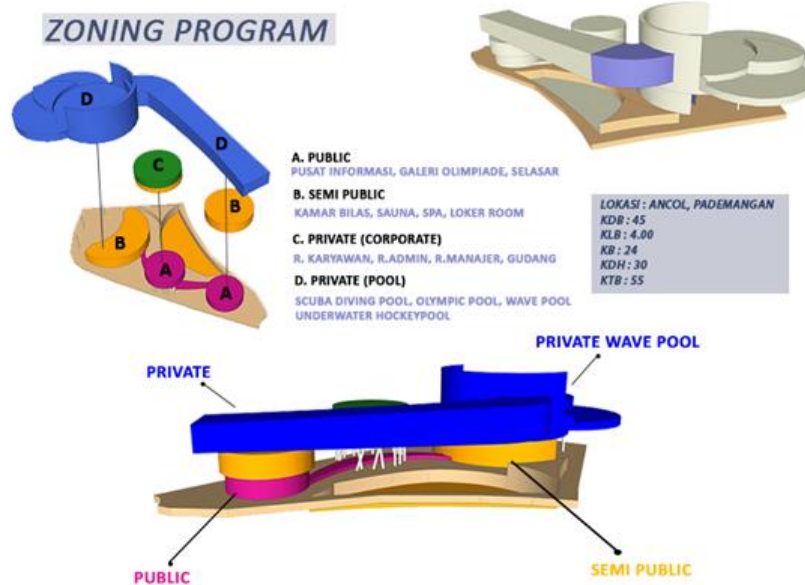 ZONING PROGRAM
D
D
C
B
B
A
A
A. PUBLIC
PUSAT INFORMASI, GALERI OLIMPIADE, SELASAR
B. SEMI PUBLIC
KAMAR BILAS, SAUNA, SPA, LOKER ROOM
C. PRIVATE (CORPORATE)
R. KARYAWAN, R.ADMIN, R.MANAJER, GUDANG
D. PRIVATE (POOL)
SCUBA DIVING POOL, OLYMPIC POOL, WAVE POOL
UNDERWATER HOCKEYPOOL
LOKASI : ANCOL, PADEMANGAN
KDB : 45
KLB : 4.00
KB : 24
KDH : 30
KTB : 55
PRIVATE WAVE POOL
PRIVATE
PUBLIC
SEMI PUBLIC